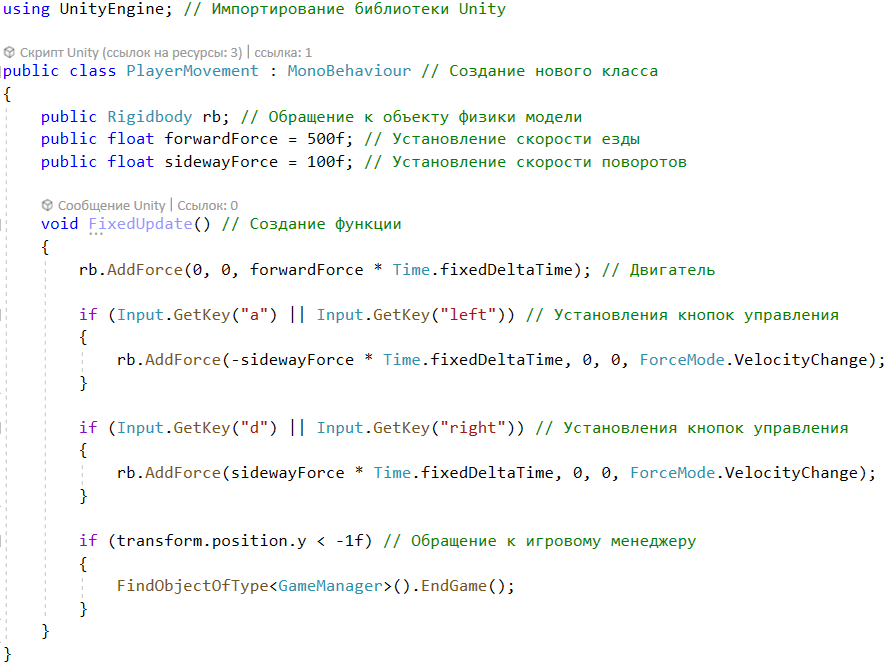 using UnityEngine; // Импортирование библиотеки Unity
Скрипт Unity (ссылок на ресурсы: 3) | ссылка: 1
public class PlayerMovement : MonoBehaviour // Создание нового класса
{
public Rigidbody rb; // Обращение к объекту физики модели
public float forwardForce = 500f; // Установление скорости езды
public float sidewayForce = 100f; // Установление скорости поворотов
Сообщение Unity | Ссылок: 0
void FixedUpdate() // Создание функции
{
rb.AddForce(0, 0, forwardForce * Time.fixedDeltaTime); // Двигатель
if (Input.GetKey("a") || Input.GetKey("left")) // Установления кнопок управления
{
rb.AddForce(-sidewayForce * Time.fixedDeltaTime, 0, 0, ForceMode.VelocityChange);
}
if (Input.GetKey("d") || Input.GetKey("right")) // Установления кнопок управления
{
rb.AddForce(sidewayForce * Time.fixedDeltaTime, 0, 0, ForceMode.VelocityChange);
}
if (transform.position.y < -1f) // Обращение к игровому менеджеру
{
FindObjectOfType<GameManager>().EndGame();
}
}
}